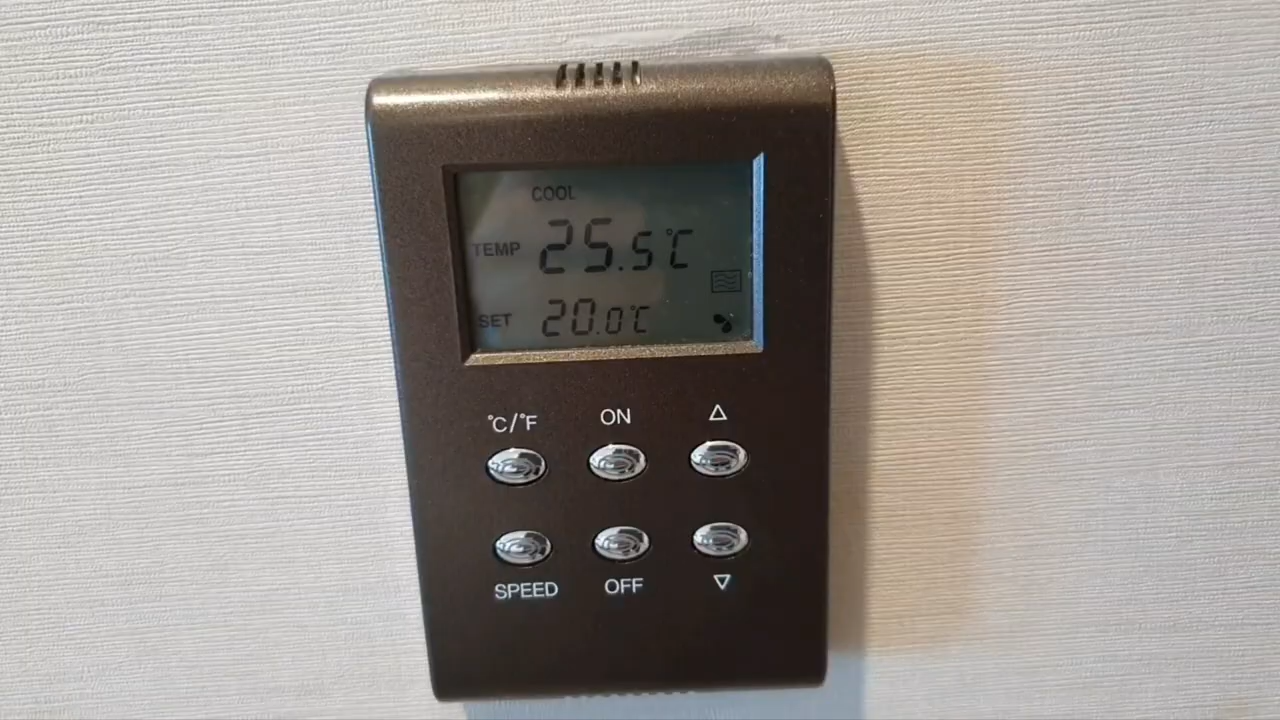 COOL
TEMP 25.5℃
SET 20.0℃
°C/°F ON △
SPEED OFF ▽